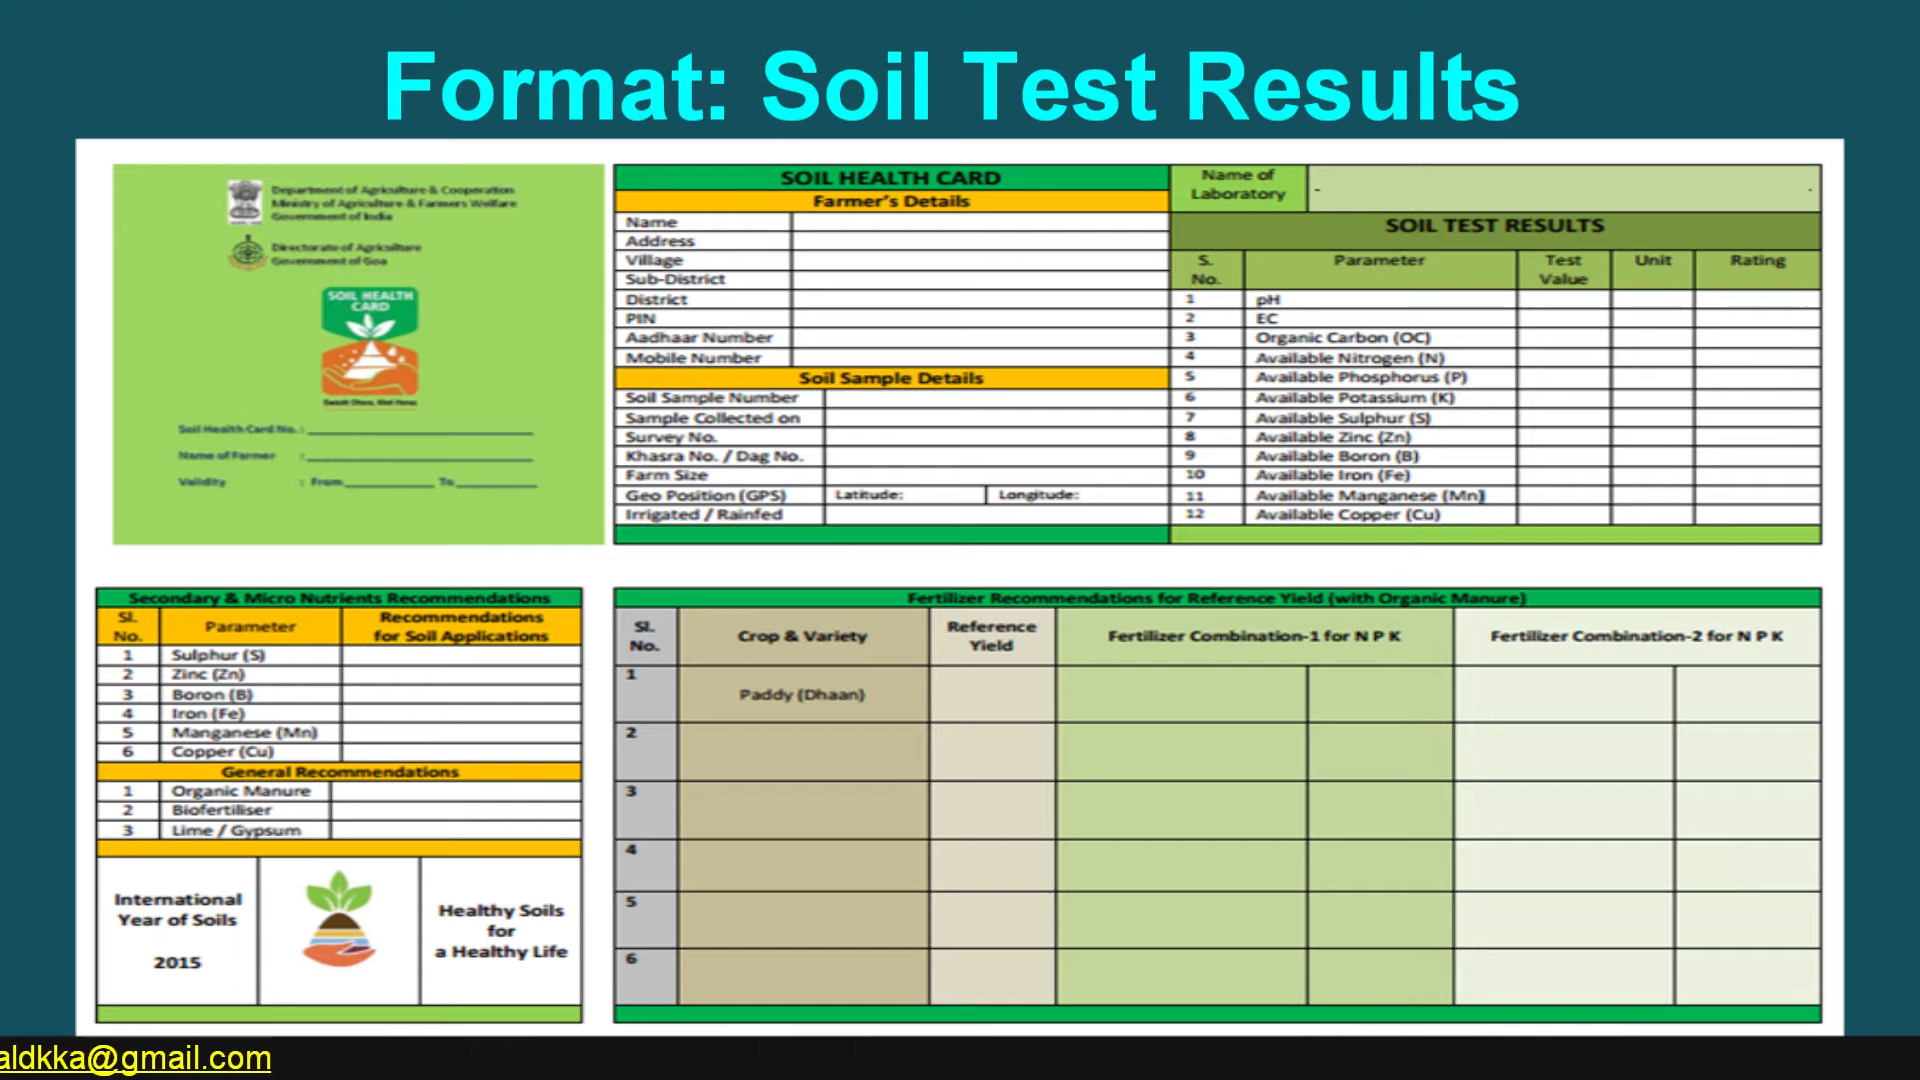 Format: Soil Test Results
Department of Agriculture & Cooperation
Ministry of Agriculture & Farmers Welfare
Government of India
Directorate of Agriculture
Government of Goa
SOIL HEALTH
CARD
Soil Health Card No. :
Name of Farmer :
Validity : From To
SOIL HEALTH CARD
Farmer's Details
Name
Address
Village
Sub-District
District
PIN
Aadhaar Number
Mobile Number
Soil Sample Details
Soil Sample Number
Sample Collected on
Survey No.
Khasra No. / Dag No.
Farm Size
Geo Position (GPS) Latitude: Longitude:
Irrigated / Rainfed
Name of
Laboratory
SOIL TEST RESULTS
S. No. Parameter Test Value Unit Rating
1 pH
2 EC
3 Organic Carbon (OC)
4 Available Nitrogen (N)
5 Available Phosphorus (P)
6 Available Potassium (K)
7 Available Sulphur (S)
8 Available Zinc (Zn)
9 Available Boron (B)
10 Available Iron (Fe)
11 Available Manganese (Mn)
12 Available Copper (Cu)
Secondary & Micro Nutrients Recommendations
Sl. No. Parameter Recommendations for Soil Applications
1 Sulphur (S)
2 Zinc (Zn)
3 Boron (B)
4 Iron (Fe)
5 Manganese (Mn)
6 Copper (Cu)
General Recommendations
1 Organic Manure
2 Biofertiliser
3 Lime / Gypsum
International
Year of Soils
2015
Healthy Soils
for
a Healthy Life
Fertilizer Recommendations for Reference Yield (with Organic Manure)
Sl. No. Crop & Variety Reference Yield Fertilizer Combination-1 for N P K Fertilizer Combination-2 for N P K
1 Paddy (Dhaan)
2
3
4
5
6
aldkka@gmail.com